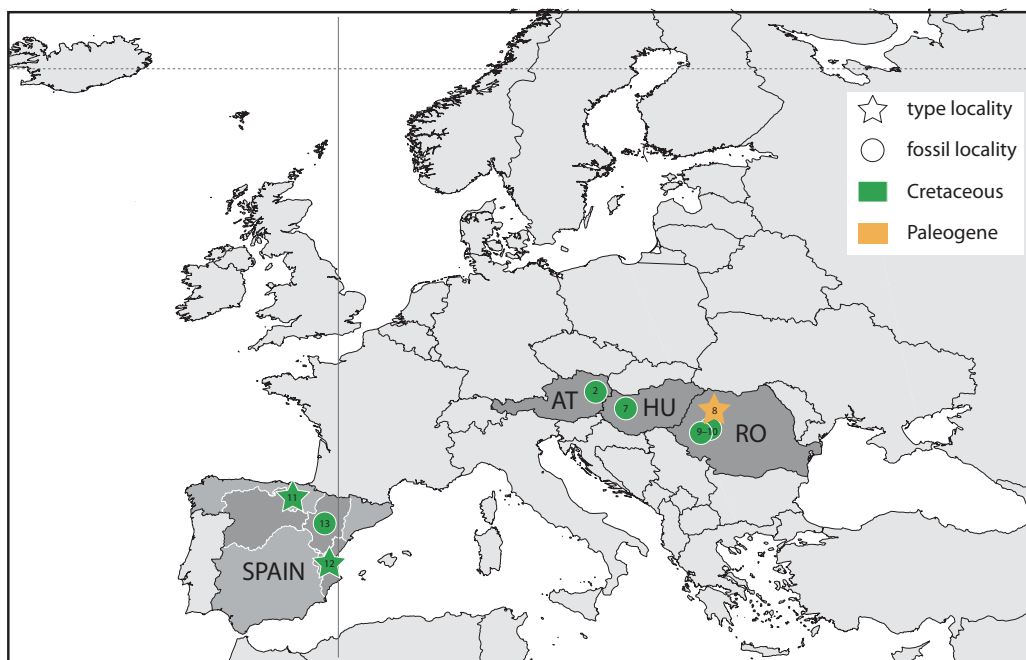 type locality
fossil locality
Cretaceous
Paleogene
2
AT
7
HU
8
9–10
RO
11
13
12
SPAIN